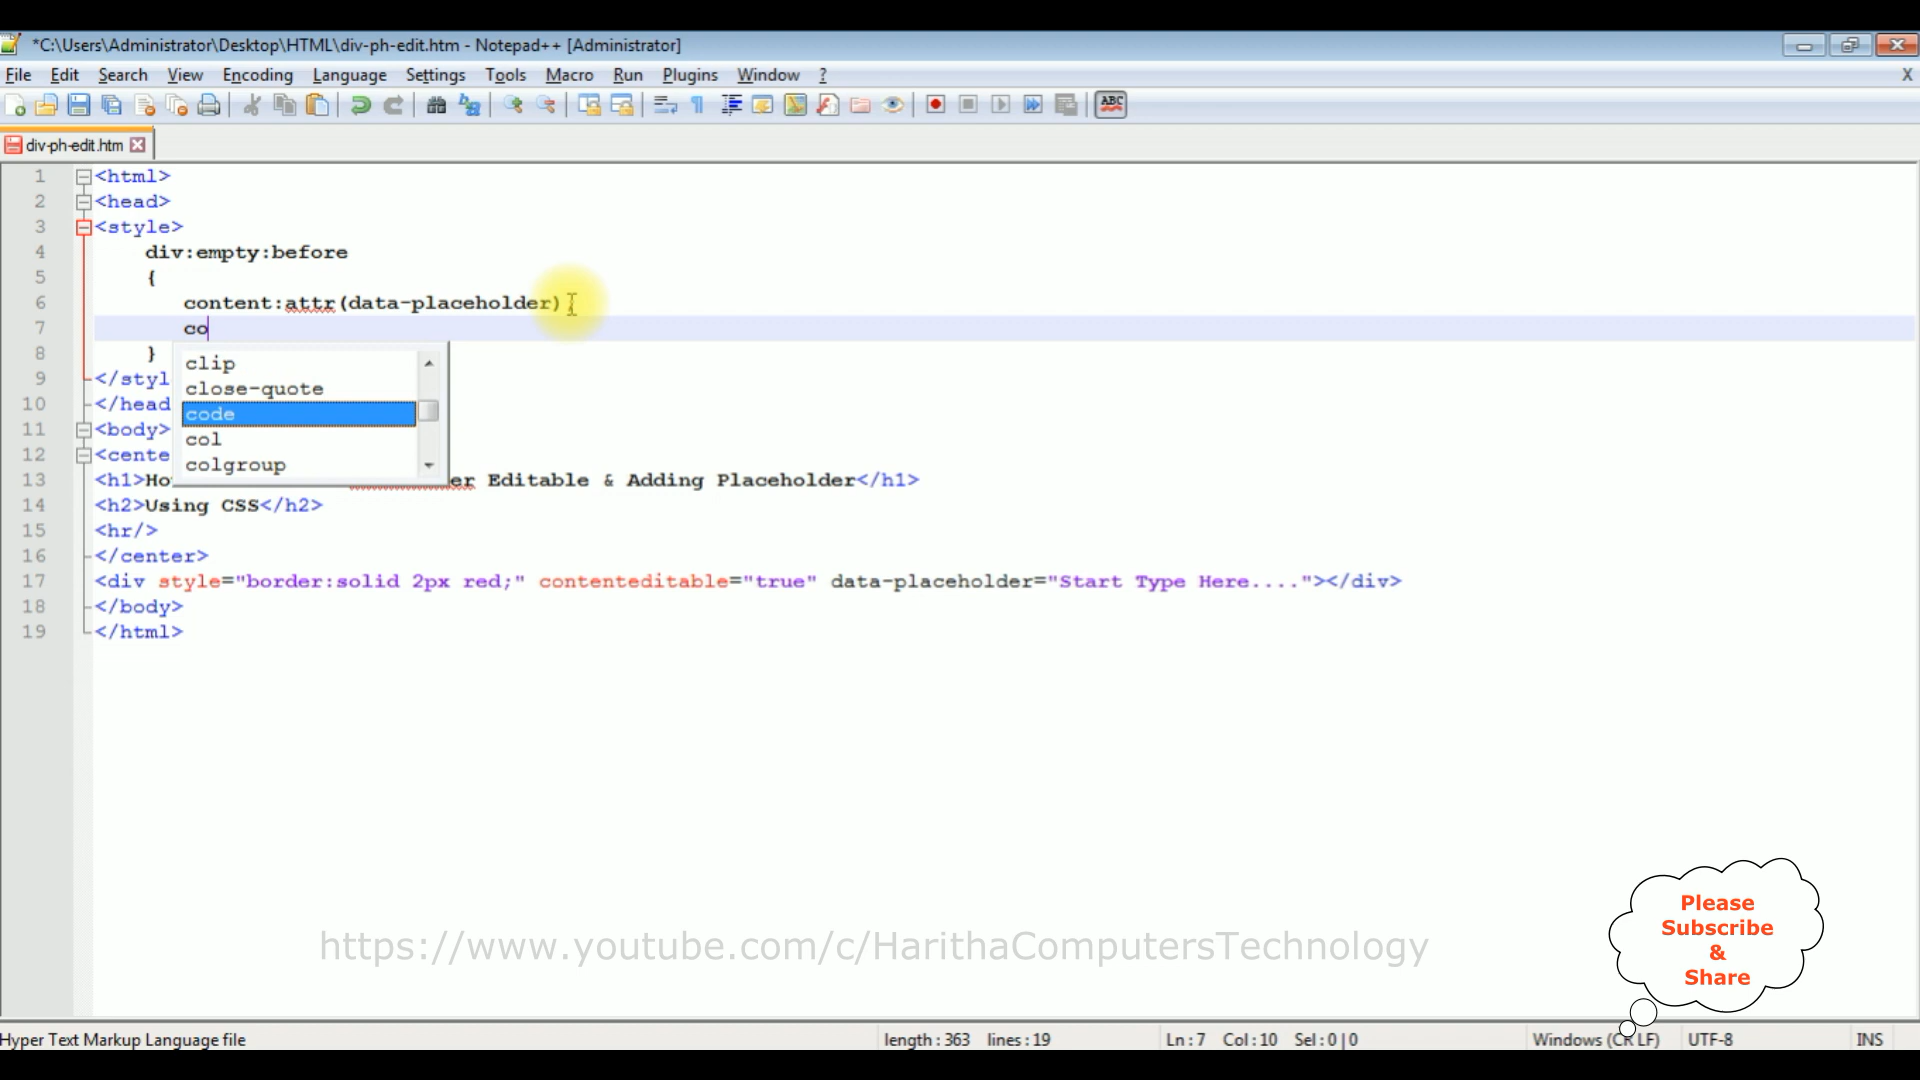 *C:\Users\Administrator\Desktop\HTML\div-ph-edit.htm - Notepad++ [Administrator]
File Edit Search View Encoding Language Settings Tools Macro Run Plugins Window ? X
ABC
div-ph-edit.htm
1 <html>
2 <head>
3 <style>
4 div:empty:before
5 {
6 content:attr(data-placeholder)
7 co
8 }
clip
9 </styl
close-quote
10 </head
code
11 <body>
col
12 <cente
colgroup
13 <h1>Ho er Editable & Adding Placeholder</h1>
14 <h2>Using CSS</h2>
15 <hr/>
16 </center>
17 <div style="border:solid 2px red;" contenteditable="true" data-placeholder="Start Type Here...."></div>
18 </body>
19 </html>
Please
Subscribe
&
Share
https://www.youtube.com/c/HarithaComputersTechnology
Hyper Text Markup Language file length : 363 lines : 19 Ln : 7 Col : 10 Sel : 0 | 0 Windows (CR LF) UTF-8 INS